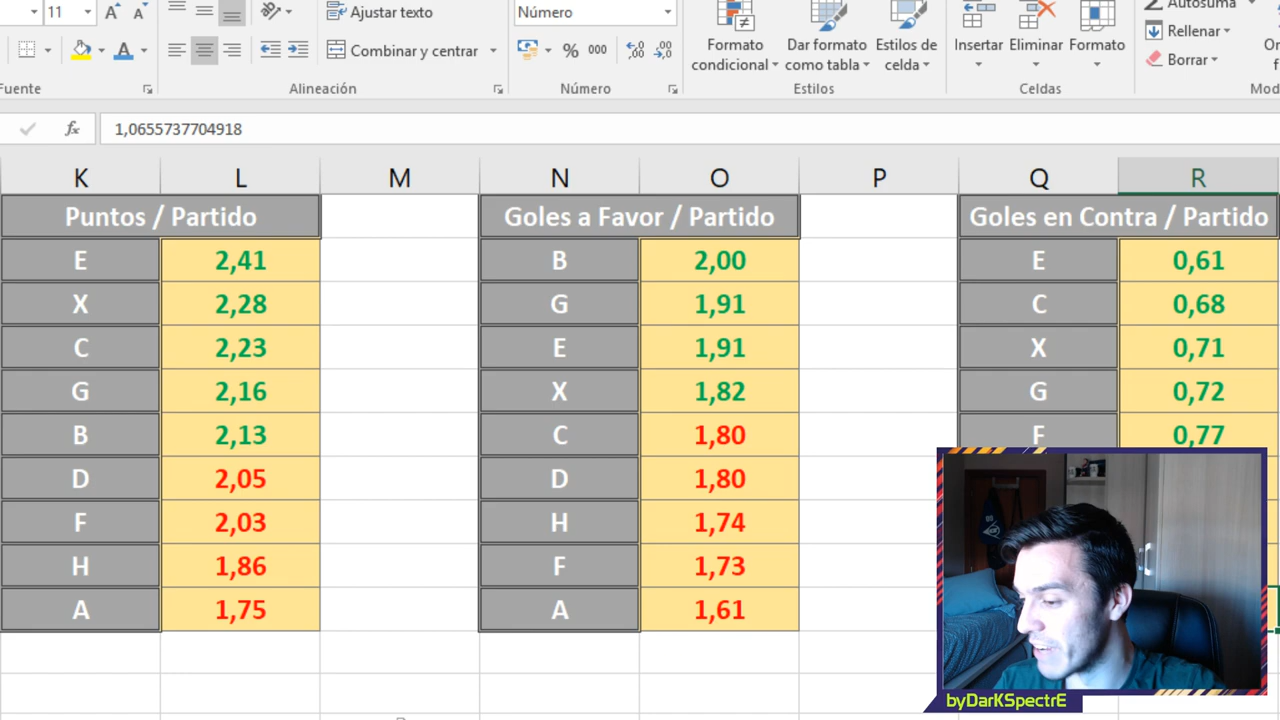 11
Ajustar texto
Número
Autosuma
Combinar y centrar
% 000
Formato condicional
Dar formato como tabla
Estilos de celda
Insertar
Eliminar
Formato
Rellenar
Borrar
Fuente
Alineación
Número
Estilos
Celdas
fx
1,0655737704918
K L M N O P Q R
Puntos / Partido
Goles a Favor / Partido
Goles en Contra / Partido
E 2,41 B 2,00 E 0,61
X 2,28 G 1,91 C 0,68
C 2,23 E 1,91 X 0,71
G 2,16 X 1,82 G 0,72
B 2,13 C 1,80 F 0,77
D 2,05 D 1,80
F 2,03 H 1,74
H 1,86 F 1,73
A 1,75 A 1,61
byDarKSpectrE